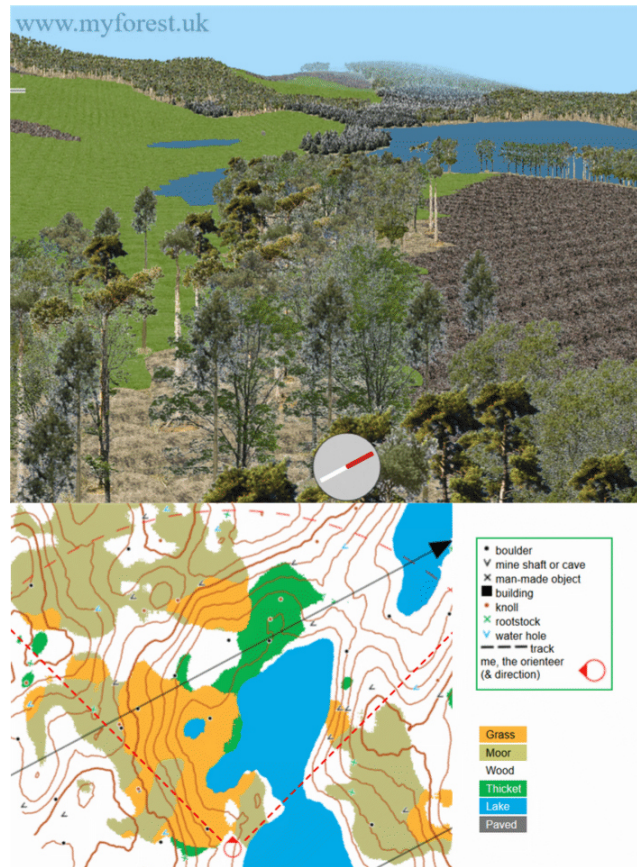 www.myforest.uk
boulder
mine shaft or cave
man-made object
building
knoll
rootstock
water hole
track
me, the orienteer
(& direction)
Grass
Moor
Wood
Thicket
Lake
Paved